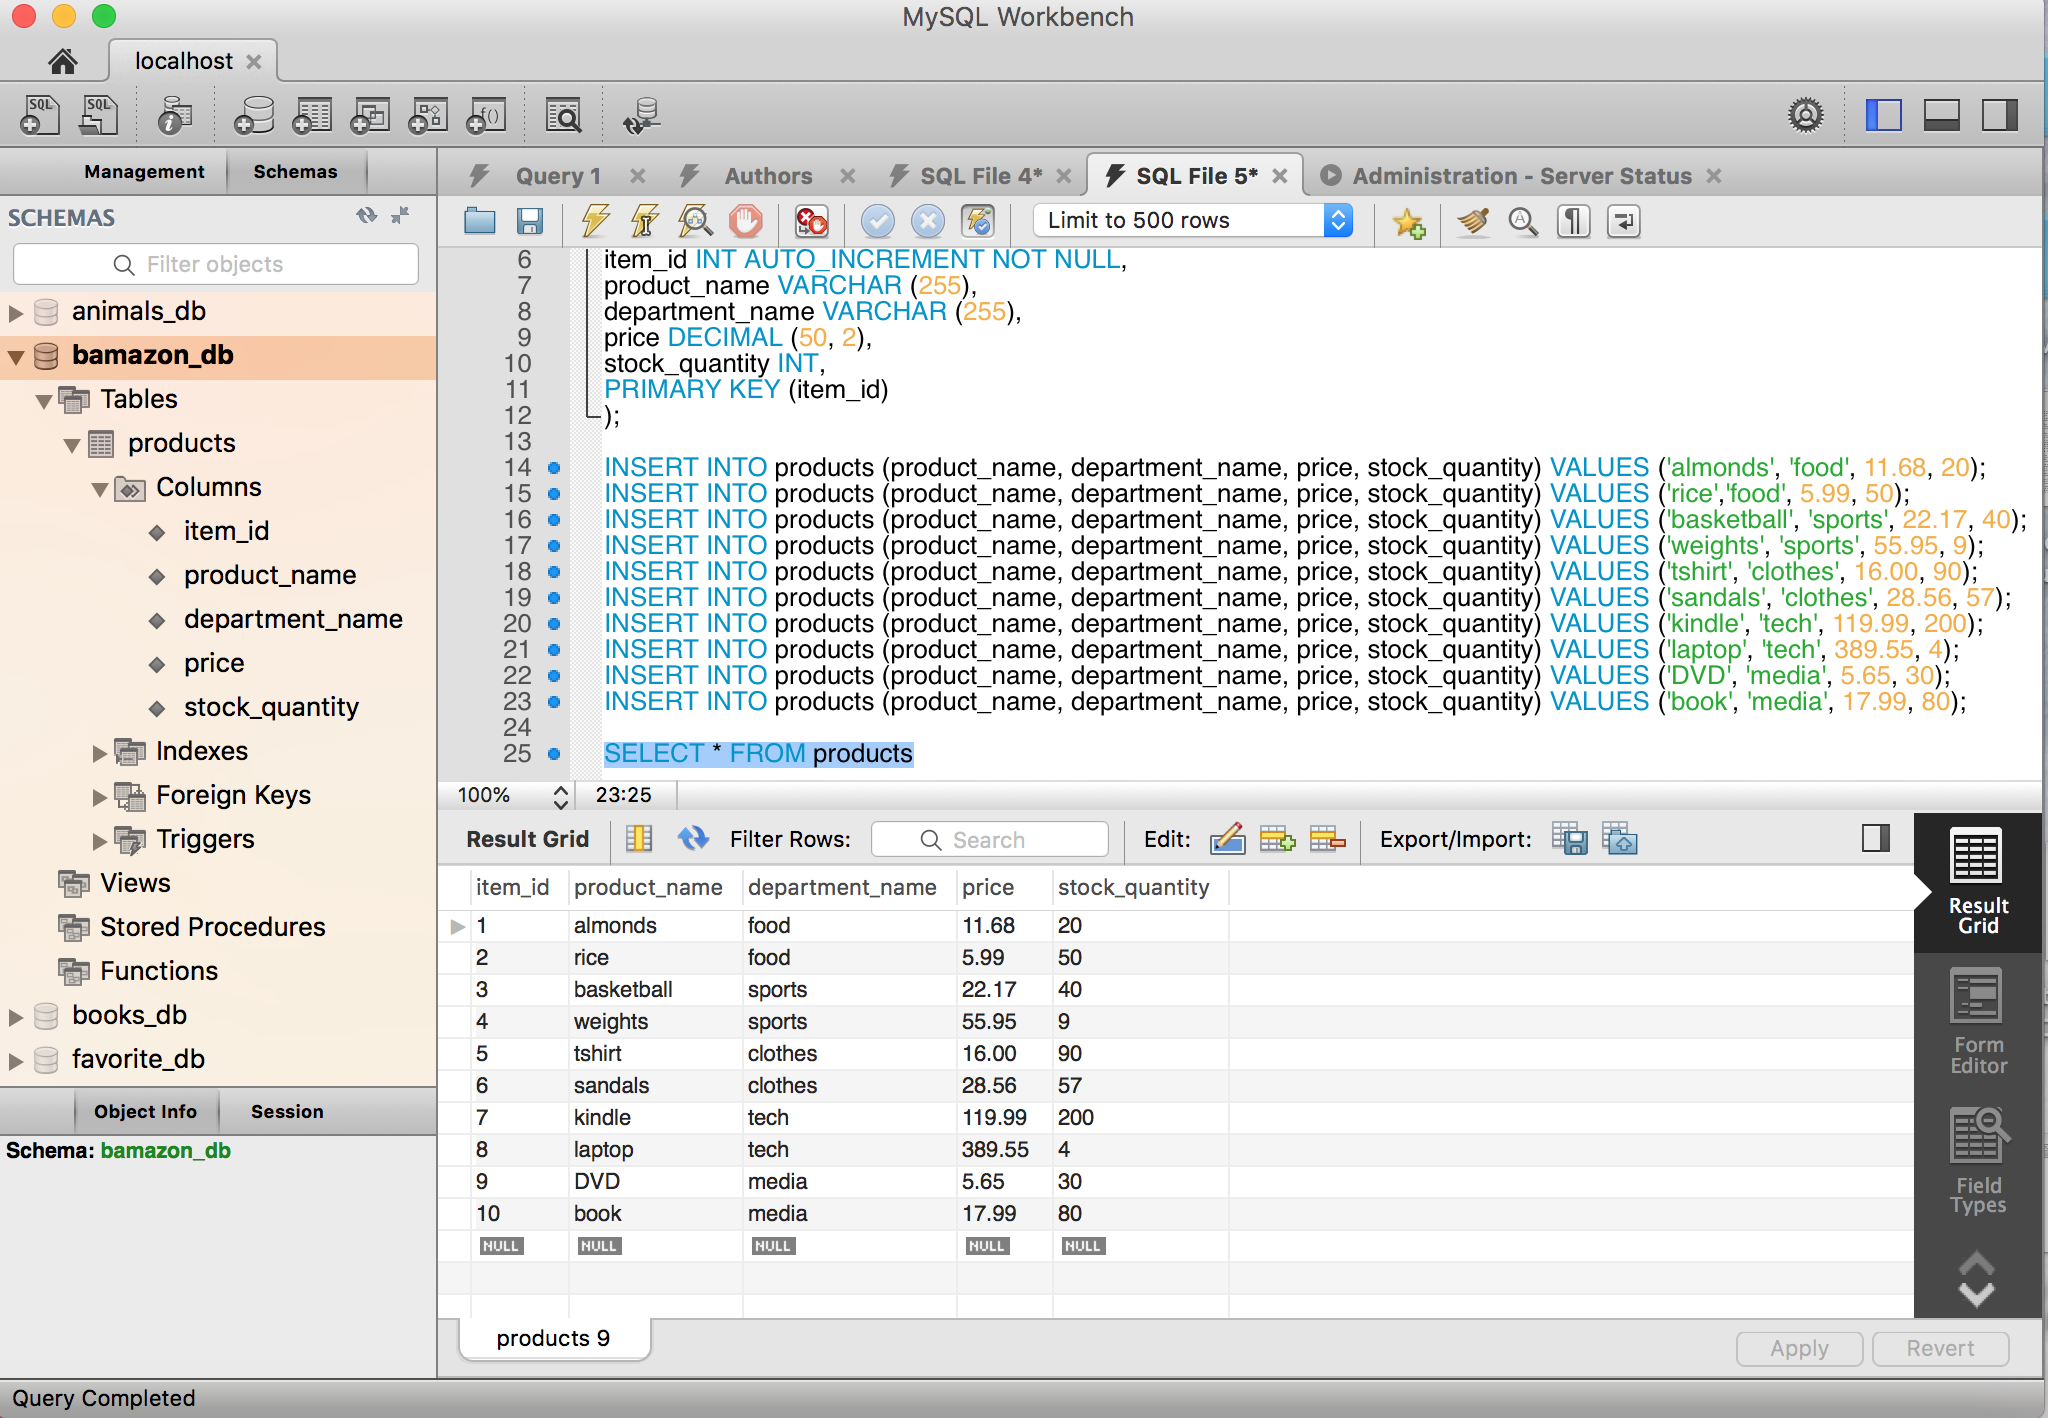 MySQL Workbench
localhost
SQL SQL f()
Management Schemas
Query 1 Authors SQL File 4* SQL File 5* Administration - Server Status
SCHEMAS
Filter objects
animals_db
bamazon_db
Tables
products
Columns
item_id
product_name
department_name
price
stock_quantity
Indexes
Foreign Keys
Triggers
Views
Stored Procedures
Functions
books_db
favorite_db
Object Info Session
Schema: bamazon_db
Limit to 500 rows
6 item_id INT AUTO_INCREMENT NOT NULL,
7 product_name VARCHAR (255),
8 department_name VARCHAR (255),
9 price DECIMAL (50, 2),
10 stock_quantity INT,
11 PRIMARY KEY (item_id)
12 );
13
14 INSERT INTO products (product_name, department_name, price, stock_quantity) VALUES ('almonds', 'food', 11.68, 20);
15 INSERT INTO products (product_name, department_name, price, stock_quantity) VALUES ('rice','food', 5.99, 50);
16 INSERT INTO products (product_name, department_name, price, stock_quantity) VALUES ('basketball', 'sports', 22.17, 40);
17 INSERT INTO products (product_name, department_name, price, stock_quantity) VALUES ('weights', 'sports', 55.95, 9);
18 INSERT INTO products (product_name, department_name, price, stock_quantity) VALUES ('tshirt', 'clothes', 16.00, 90);
19 INSERT INTO products (product_name, department_name, price, stock_quantity) VALUES ('sandals', 'clothes', 28.56, 57);
20 INSERT INTO products (product_name, department_name, price, stock_quantity) VALUES ('kindle', 'tech', 119.99, 200);
21 INSERT INTO products (product_name, department_name, price, stock_quantity) VALUES ('laptop', 'tech', 389.55, 4);
22 INSERT INTO products (product_name, department_name, price, stock_quantity) VALUES ('DVD', 'media', 5.65, 30);
23 INSERT INTO products (product_name, department_name, price, stock_quantity) VALUES ('book', 'media', 17.99, 80);
24
25 SELECT * FROM products
100% 23:25
Result Grid Filter Rows: Search Edit: Export/Import:
item_id product_name department_name price stock_quantity
1 almonds food 11.68 20
2 rice food 5.99 50
3 basketball sports 22.17 40
4 weights sports 55.95 9
5 tshirt clothes 16.00 90
6 sandals clothes 28.56 57
7 kindle tech 119.99 200
8 laptop tech 389.55 4
9 DVD media 5.65 30
10 book media 17.99 80
NULL NULL NULL NULL NULL
Result
Grid
Form
Editor
Field
Types
products 9
Apply Revert
Query Completed